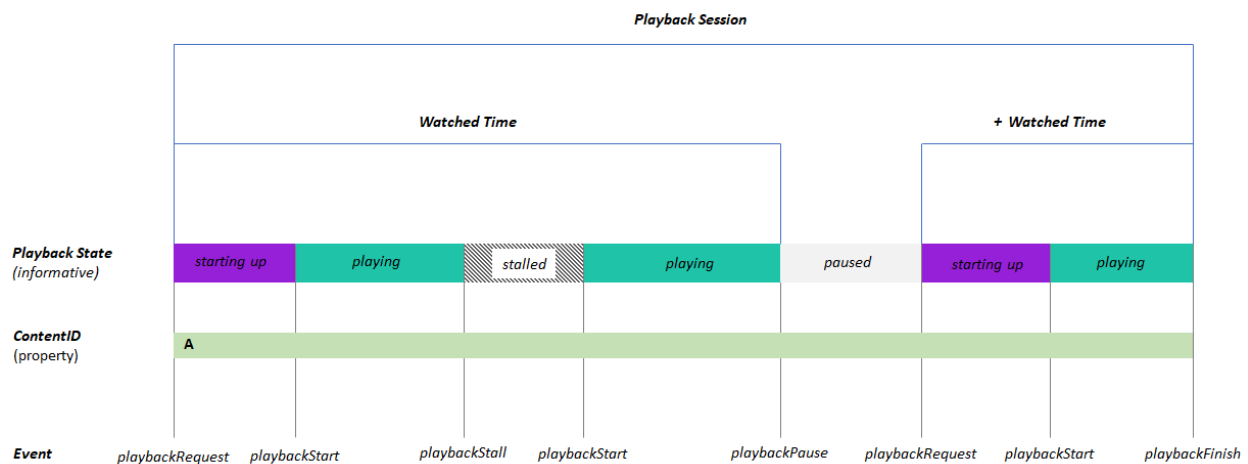 Playback Session
Watched Time
+ Watched Time
Playback State
(informative)
starting up
playing
stalled
playing
paused
starting up
playing
ContentID
(property)
A
Event
playbackRequest
playbackStart
playbackStall
playbackStart
playbackPause
playbackRequest
playbackStart
playbackFinish